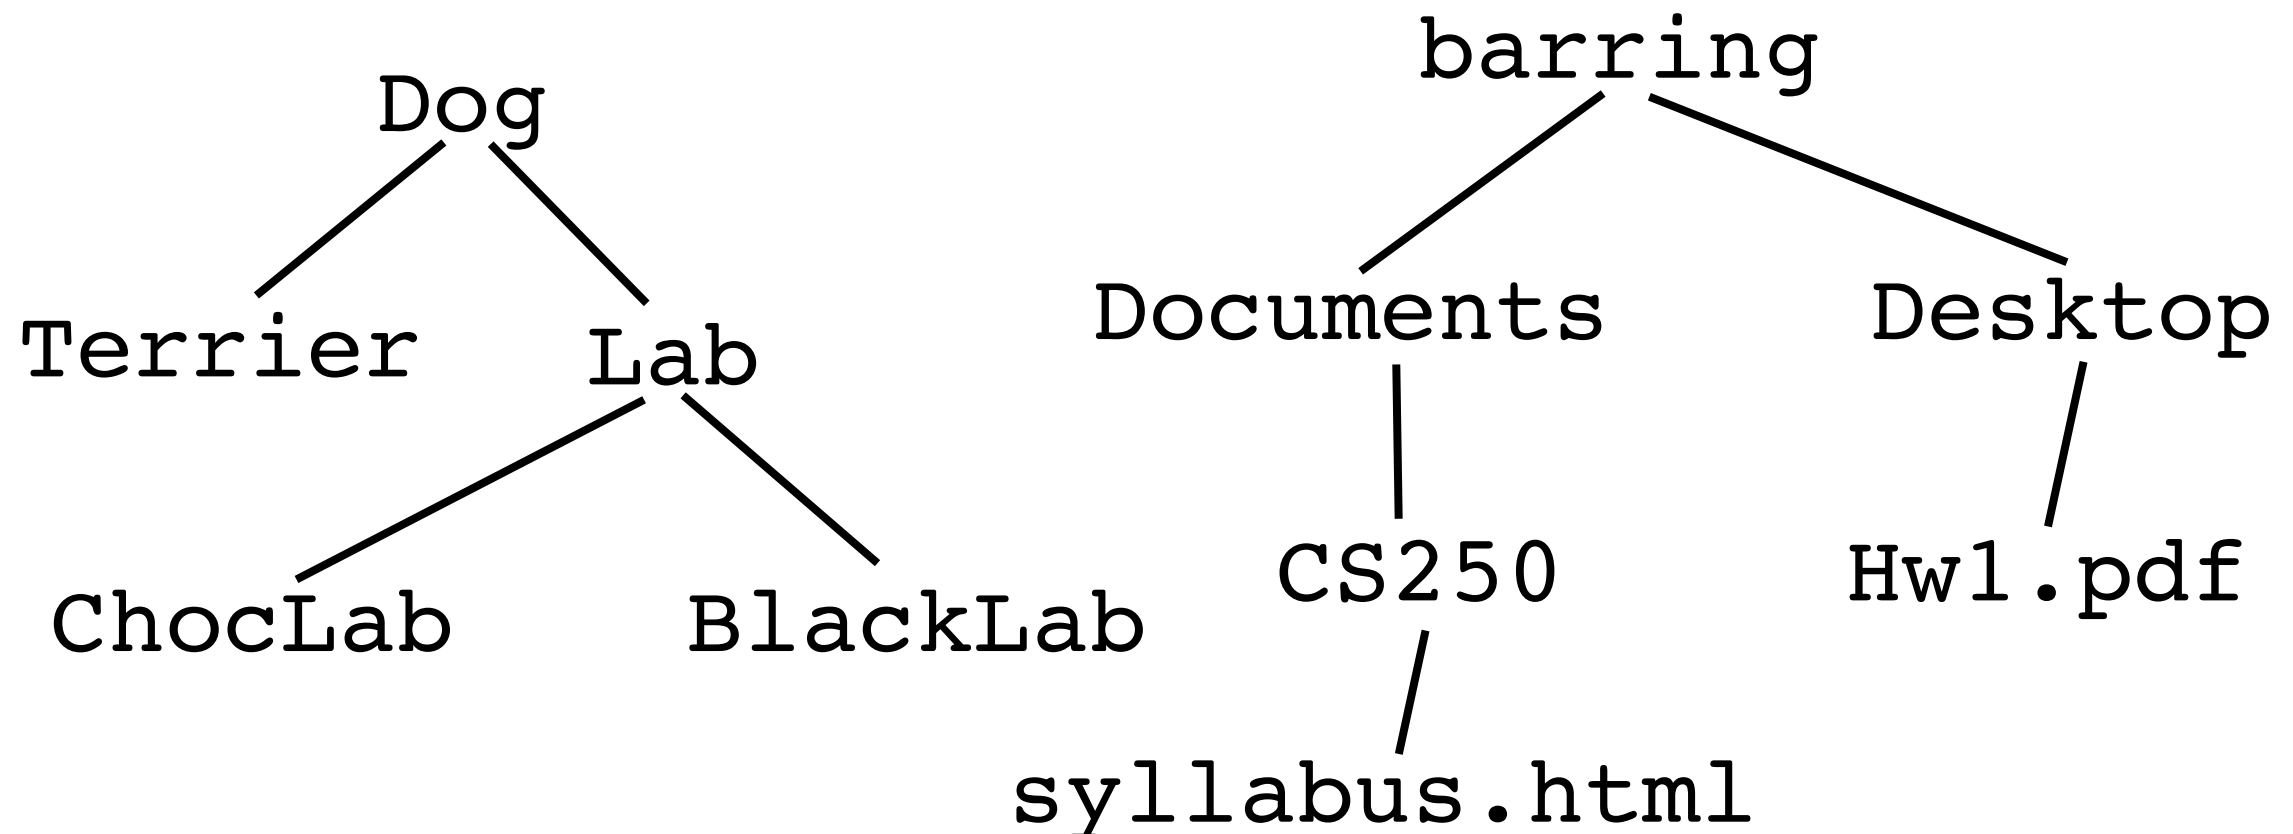 Dog
Terrier
Lab
ChocLab
BlackLab
barring
Documents
Desktop
CS250
Hw1.pdf
syllabus.html